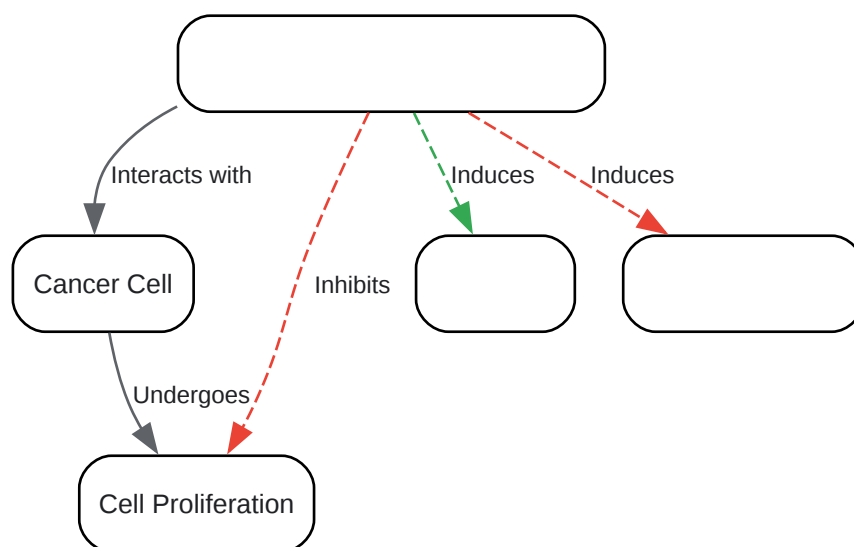 Interacts with
Induces
Induces
Cancer Cell
Inhibits
Undergoes
Cell Proliferation